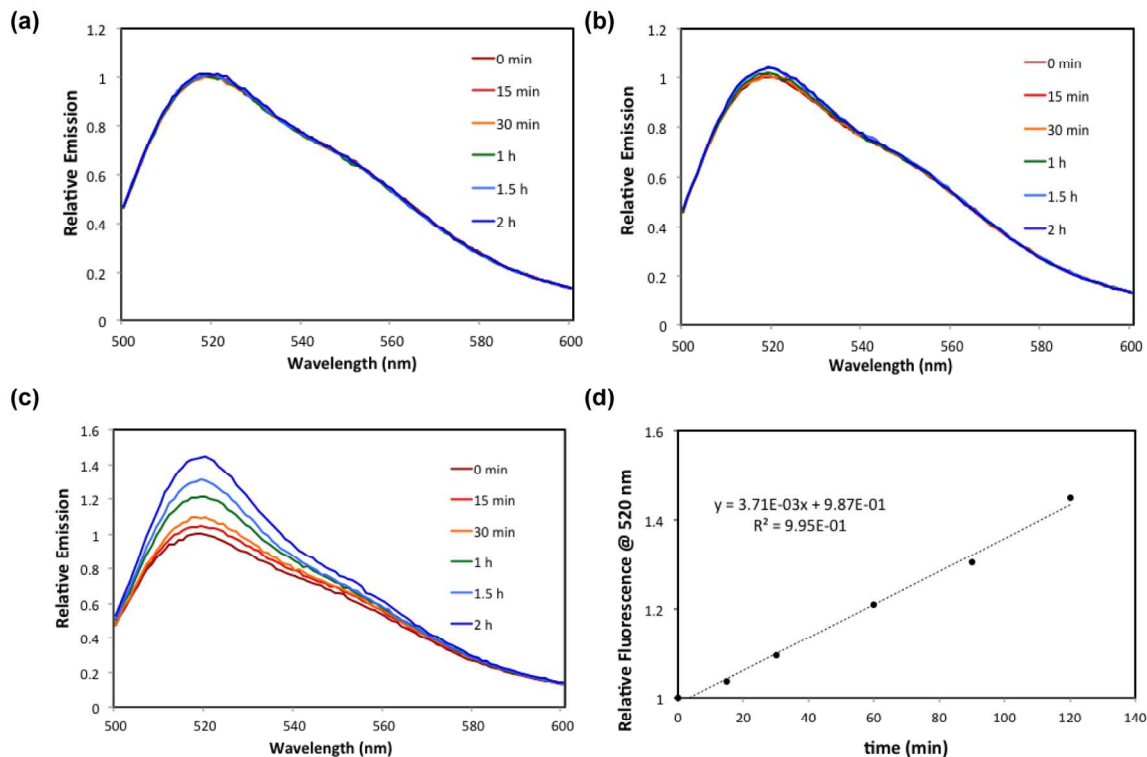 (a)
1.2
1
0.8
0.6
0.4
0.2
0
Relative Emission
500
520
540
560
580
600
Wavelength (nm)
0 min
15 min
30 min
1 h
1.5 h
2 h
(b)
1.2
1
0.8
0.6
0.4
0.2
0
Relative Emission
500
520
540
560
580
600
Wavelength (nm)
0 min
15 min
30 min
1 h
1.5 h
2 h
(c)
1.6
1.4
1.2
1
0.8
0.6
0.4
0.2
0
Relative Emission
500
520
540
560
580
600
Wavelength (nm)
0 min
15 min
30 min
1 h
1.5 h
2 h
(d)
1.6
1.4
1.2
1
Relative Fluorescence @ 520 nm
y = 3.71E-03x + 9.87E-01
R² = 9.95E-01
0
20
40
60
80
100
120
140
time (min)